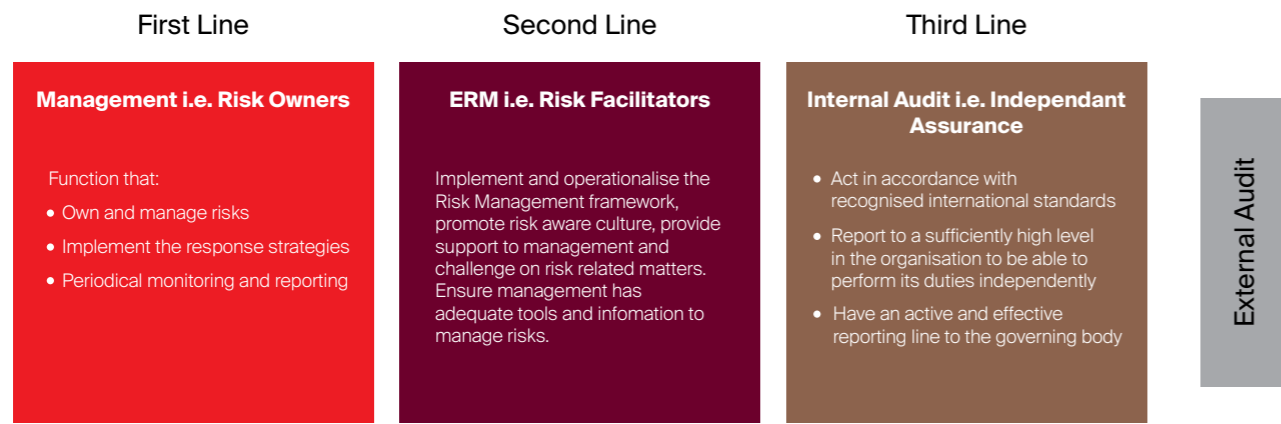 First Line
Second Line
Third Line
Management i.e. Risk Owners
Function that:
• Own and manage risks
• Implement the response strategies
• Periodical monitoring and reporting
ERM i.e. Risk Facilitators
Implement and operationalise the
Risk Management framework,
promote risk aware culture, provide
support to management and
challenge on risk related matters.
Ensure management has
adequate tools and infomation to
manage risks.
Internal Audit i.e. Independant
Assurance
• Act in accordance with
recognised international standards
• Report to a sufficiently high level
in the organisation to be able to
perform its duties independently
• Have an active and effective
reporting line to the governing body
External Audit